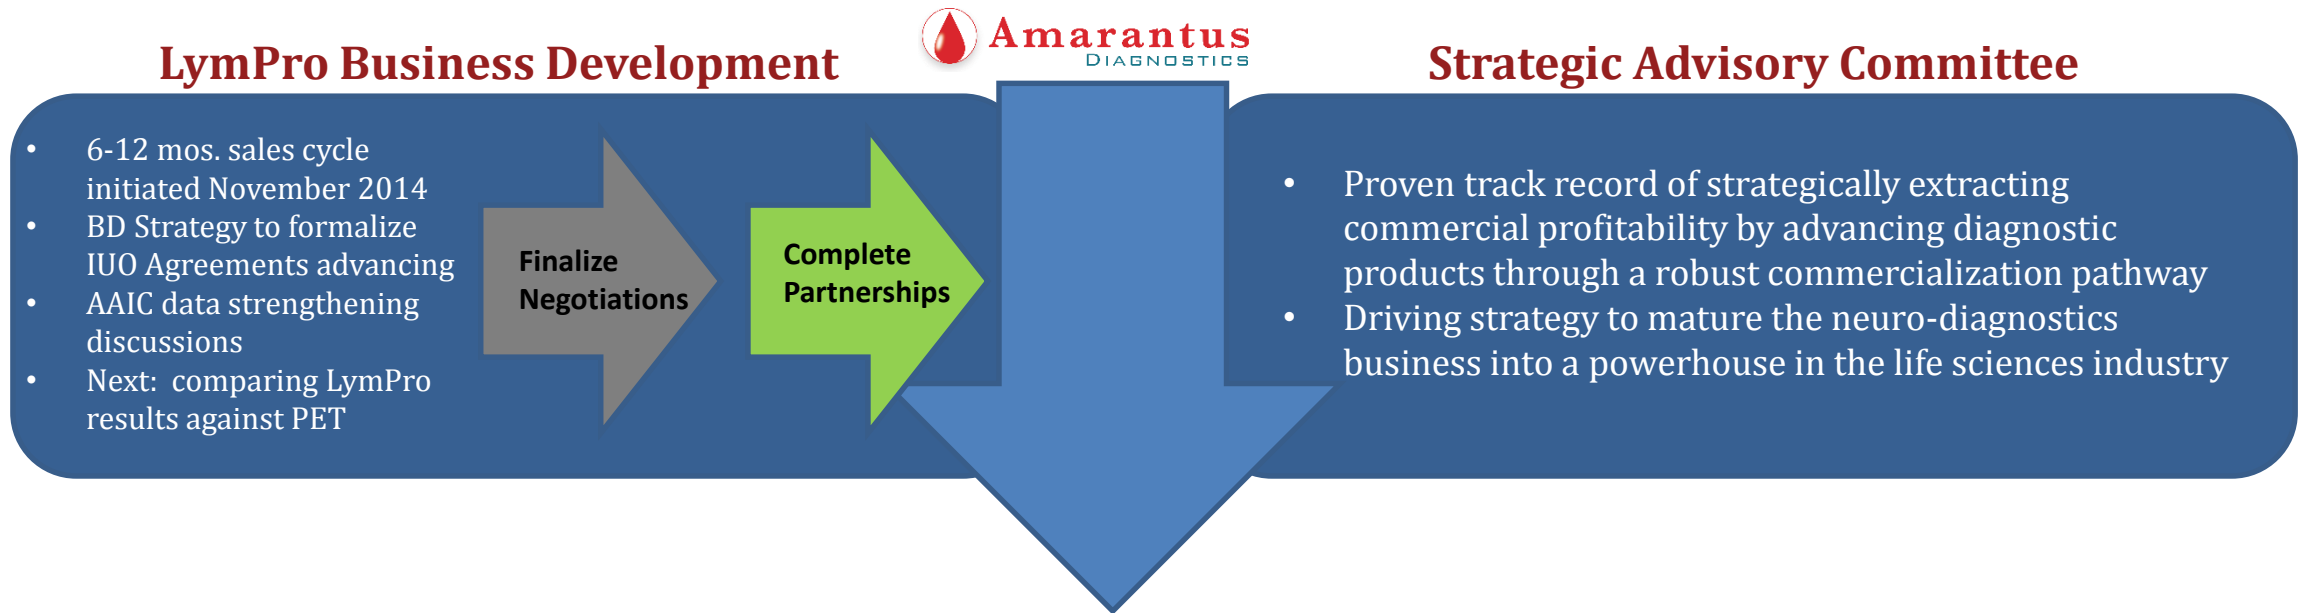 Amarantus
DIAGNOSTICS
LymPro Business Development
• 6-12 mos. sales cycle
initiated November 2014
• BD Strategy to formalize
IUO Agreements advancing
• AAIC data strengthening
discussions
• Next:  comparing LymPro
results against PET
Finalize
Negotiations
Complete
Partnerships
Strategic Advisory Committee
• Proven track record of strategically extracting
commercial profitability by advancing diagnostic
products through a robust commercialization pathway
• Driving strategy to mature the neuro-diagnostics
business into a powerhouse in the life sciences industry